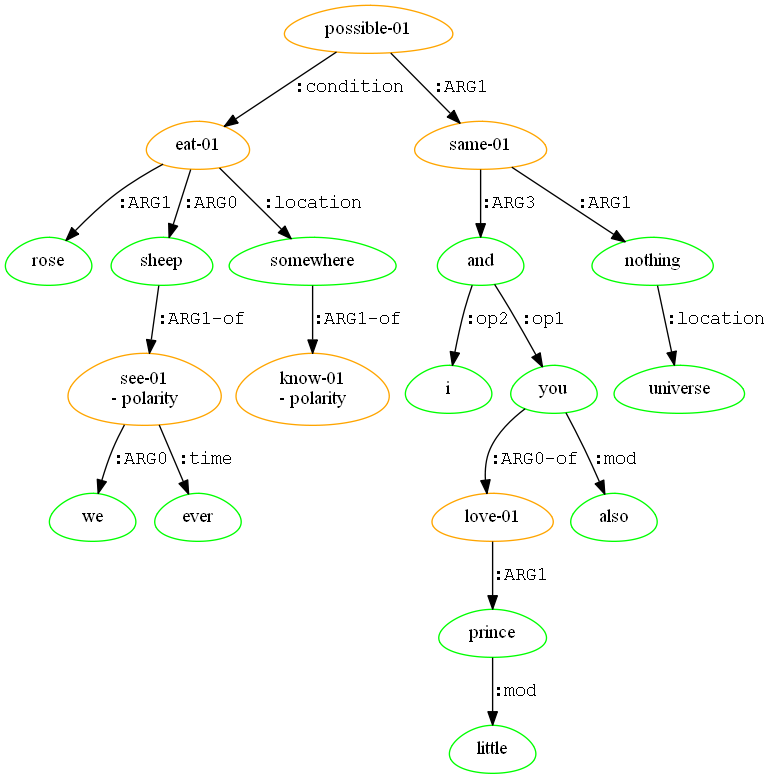 possible-01
:condition :ARG1
eat-01 same-01
:ARG1 :ARG0 :location :ARG3 :ARG1
rose sheep somewhere and nothing
:ARG1-of :ARG1-of :op2 :op1 :location
see-01
- polarity
know-01
- polarity
i you universe
:ARG0 :time :ARG0-of :mod
we ever love-01 also
:ARG1
prince
:mod
little